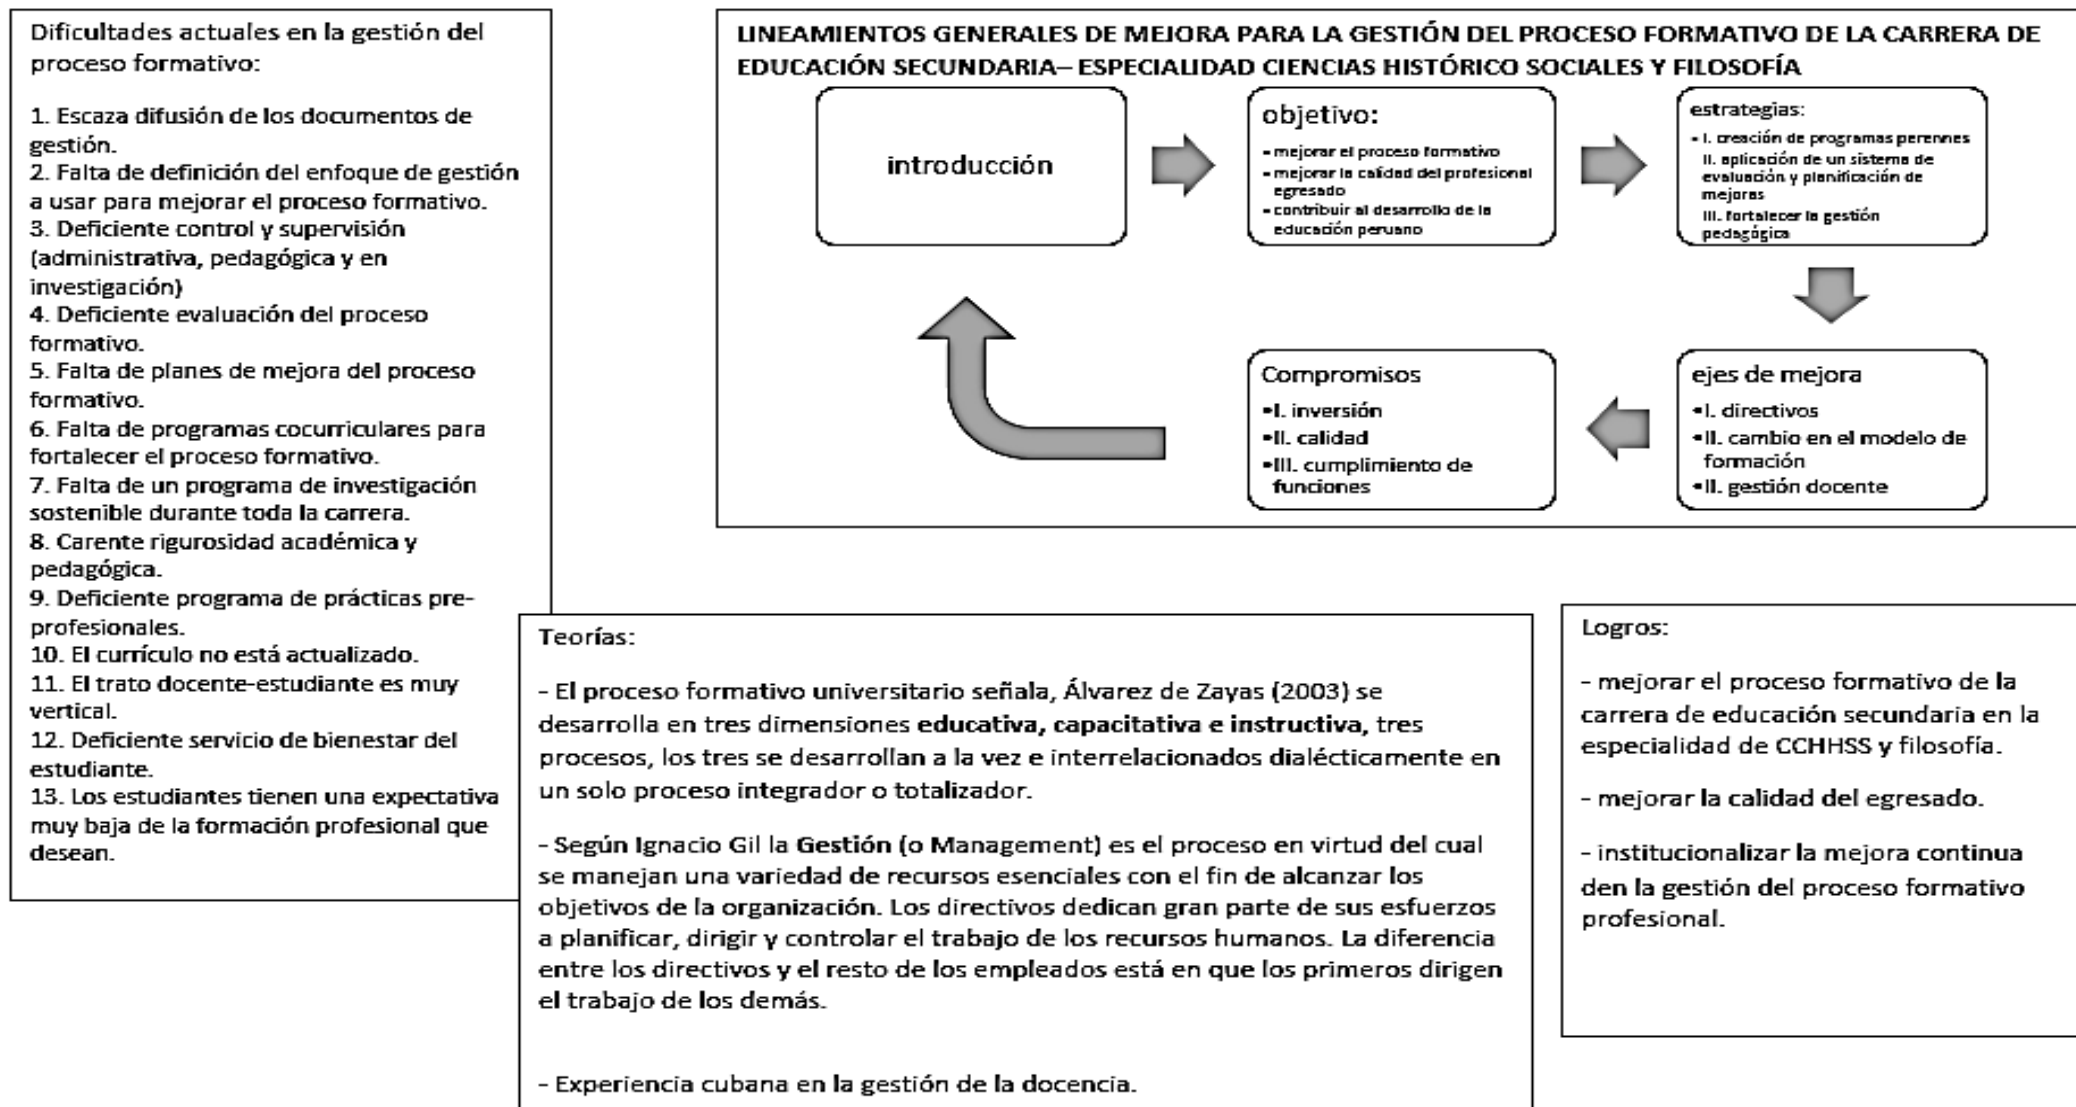 Dificultades actuales en la gestión del
proceso formativo:
1. Escaza difusión de los documentos de
gestión.
2. Falta de definición del enfoque de gestión
a usar para mejorar el proceso formativo.
3. Deficiente control y supervisión
(administrativa, pedagógica y en
investigación)
4. Deficiente evaluación del proceso
formativo.
5. Falta de planes de mejora del proceso
formativo.
6. Falta de programas cocurriculares para
fortalecer el proceso formativo.
7. Falta de un programa de investigación
sostenible durante toda la carrera.
8. Carente rigurosidad académica y
pedagógica.
9. Deficiente programa de prácticas pre-
profesionales.
10. El currículo no está actualizado.
11. El trato docente-estudiante es muy
vertical.
12. Deficiente servicio de bienestar del
estudiante.
13. Los estudiantes tienen una expectativa
muy baja de la formación profesional que
desean.
LINEAMIENTOS GENERALES DE MEJORA PARA LA GESTIÓN DEL PROCESO FORMATIVO DE LA CARRERA DE
EDUCACIÓN SECUNDARIA– ESPECIALIDAD CIENCIAS HISTÓRICO SOCIALES Y FILOSOFÍA
introducción
objetivo:
- mejorar el proceso formativo
- mejorar la calidad del profesional
egresado
- contribuir al desarrollo de la
educación peruano
estrategias:
- I. creación de programas perennes
II. aplicación de un sistema de
evaluación y planificación de
mejoras
III. fortalecer la gestión
pedagógica
ejes de mejora
•I. directivos
•II. cambio en el modelo de
formación
•II. gestión docente
Compromisos
•I. inversión
•II. calidad
•III. cumplimiento de
funciones
Teorías:
- El proceso formativo universitario señala, Álvarez de Zayas (2003) se
desarrolla en tres dimensiones educativa, capacitativa e instructiva, tres
procesos, los tres se desarrollan a la vez e interrelacionados dialécticamente en
un solo proceso integrador o totalizador.
- Según Ignacio Gil la Gestión (o Management) es el proceso en virtud del cual
se manejan una variedad de recursos esenciales con el fin de alcanzar los
objetivos de la organización. Los directivos dedican gran parte de sus esfuerzos
a planificar, dirigir y controlar el trabajo de los recursos humanos. La diferencia
entre los directivos y el resto de los empleados está en que los primeros dirigen
el trabajo de los demás.
- Experiencia cubana en la gestión de la docencia.
Logros:
- mejorar el proceso formativo de la
carrera de educación secundaria en la
especialidad de CCHHSS y filosofía.
- mejorar la calidad del egresado.
- institucionalizar la mejora continua
den la gestión del proceso formativo
profesional.